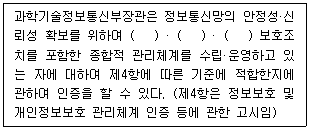 과학기술정보통신부장관은 정보통신망의 안정성·신
뢰성 확보를 위하여 (   )·(   )·(   ) 보호조
치를 포함한 종합적 관리체계를 수립·운영하고 있
는 자에 대하여 제4항에 따른 기준에 적합한지에
관하여 인증을 할 수 있다. (제4항은 정보보호 및
개인정보보호 관리체계 인증 등에 관한 고시임)